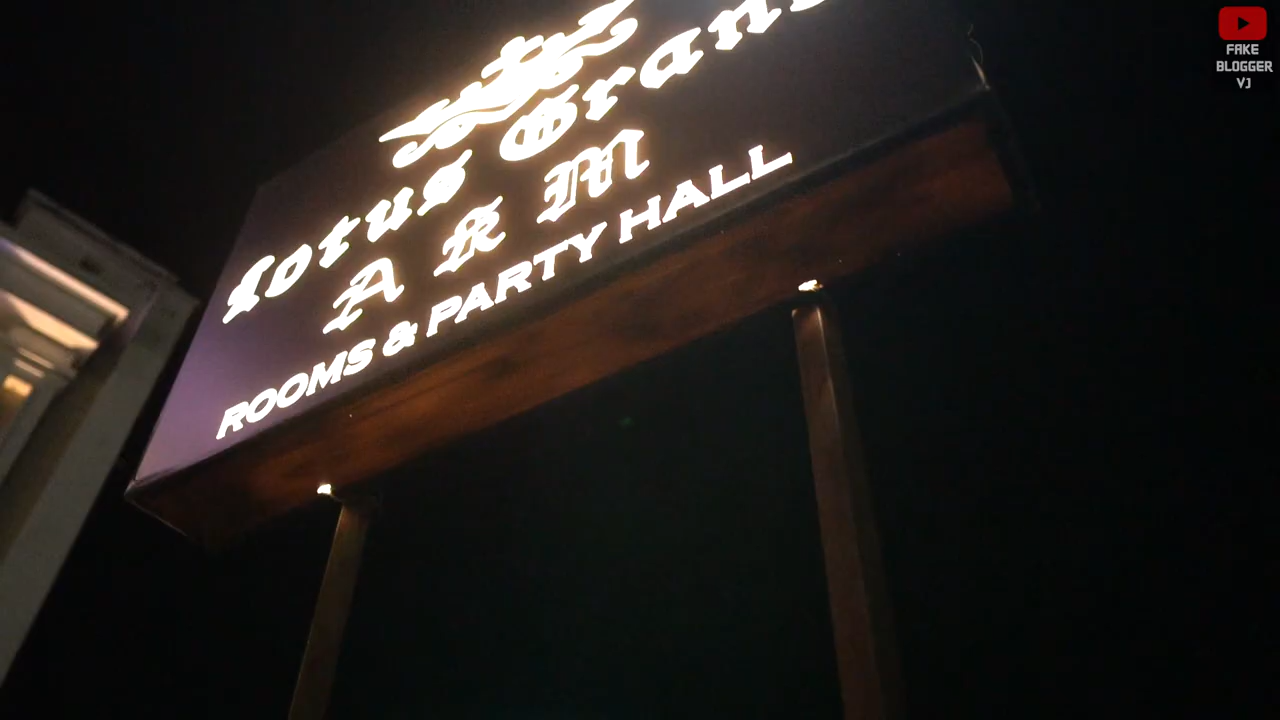 Lotus Grand
A & M
ROOMS & PARTY HALL
FAKE
BLOGGER
VJ